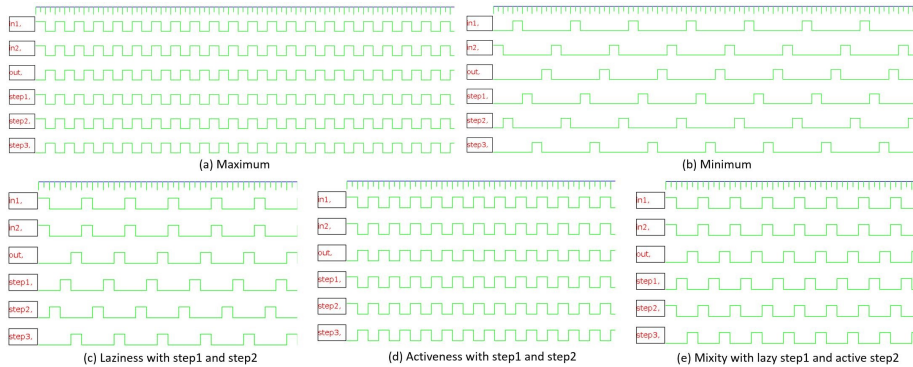 in1,
in2,
out,
step1,
step2,
step3,
(a) Maximum
in1,
in2,
out,
step1,
step2,
step3,
(b) Minimum
in1,
in2,
out,
step1,
step2,
step3,
(c) Laziness with step1 and step2
in1,
in2,
out,
step1,
step2,
step3,
(d) Activeness with step1 and step2
in1,
in2,
out,
step1,
step2,
step3,
(e) Mixity with lazy step1 and active step2